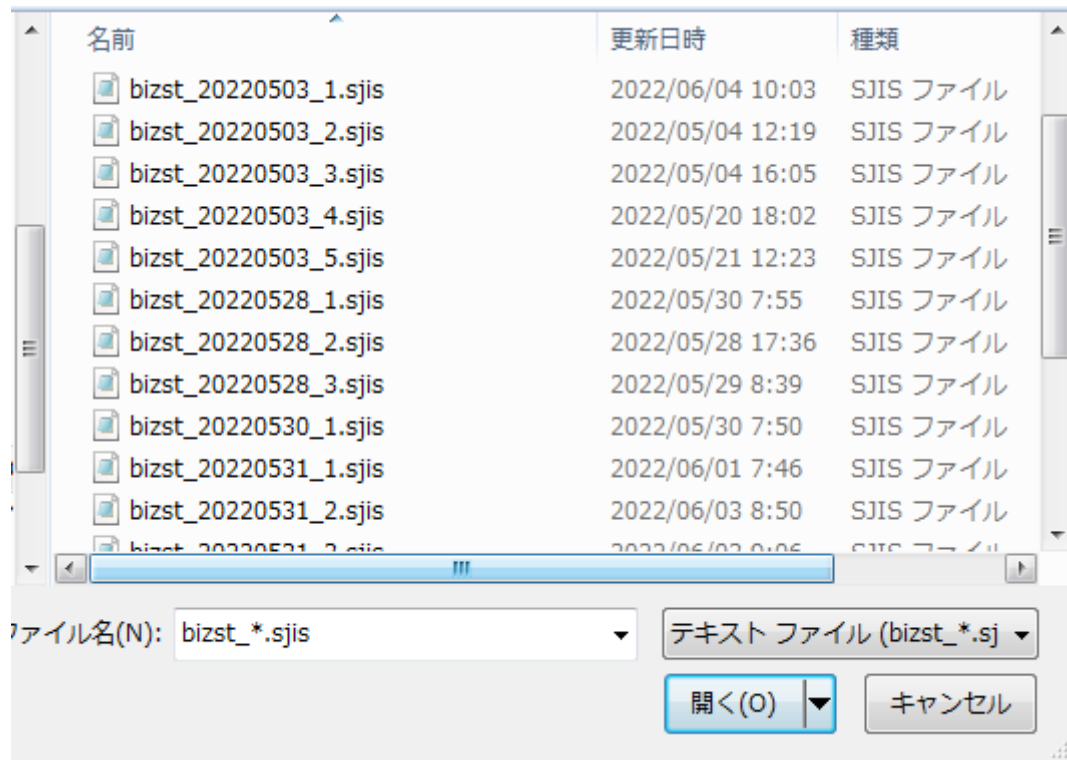 名前 更新日時 種類
bizst_20220503_1.sjis 2022/06/04 10:03 SJIS ファイル
bizst_20220503_2.sjis 2022/05/04 12:19 SJIS ファイル
bizst_20220503_3.sjis 2022/05/04 16:05 SJIS ファイル
bizst_20220503_4.sjis 2022/05/20 18:02 SJIS ファイル
bizst_20220503_5.sjis 2022/05/21 12:23 SJIS ファイル
bizst_20220528_1.sjis 2022/05/30 7:55 SJIS ファイル
bizst_20220528_2.sjis 2022/05/28 17:36 SJIS ファイル
bizst_20220528_3.sjis 2022/05/29 8:39 SJIS ファイル
bizst_20220530_1.sjis 2022/05/30 7:50 SJIS ファイル
bizst_20220531_1.sjis 2022/06/01 7:46 SJIS ファイル
bizst_20220531_2.sjis 2022/06/03 8:50 SJIS ファイル
ファイル名(N): bizst_*.sjis テキスト ファイル (bizst_*.sj
開く(O) キャンセル